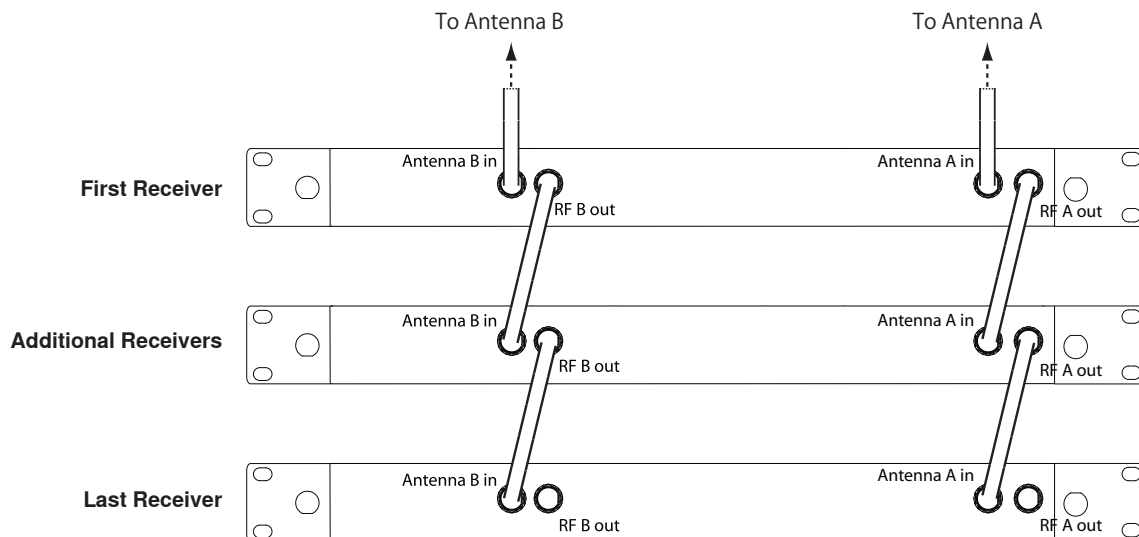 To Antenna B
To Antenna A
Antenna B in
Antenna A in
First Receiver
RF B out
RF A out
Antenna B in
Antenna A in
Additional Receivers
RF B out
RF A out
Antenna B in
Antenna A in
Last Receiver
RF B out
RF A out